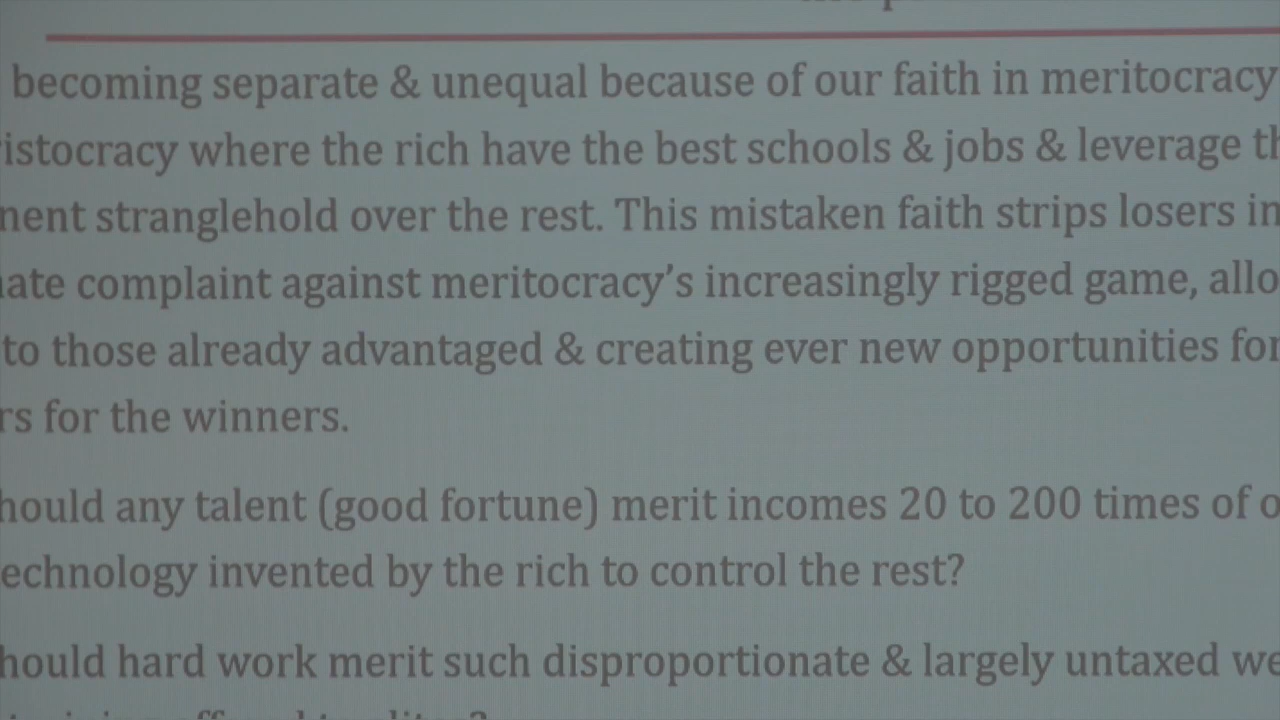 becoming separate & unequal because of our faith in meritocracy
istocracy where the rich have the best schools & jobs & leverage th
nent stranglehold over the rest. This mistaken faith strips losers in
ate complaint against meritocracy's increasingly rigged game, allo
to those already advantaged & creating ever new opportunities for
rs for the winners.
hould any talent (good fortune) merit incomes 20 to 200 times of o
echnology invented by the rich to control the rest?
hould hard work merit such disproportionate & largely untaxed we